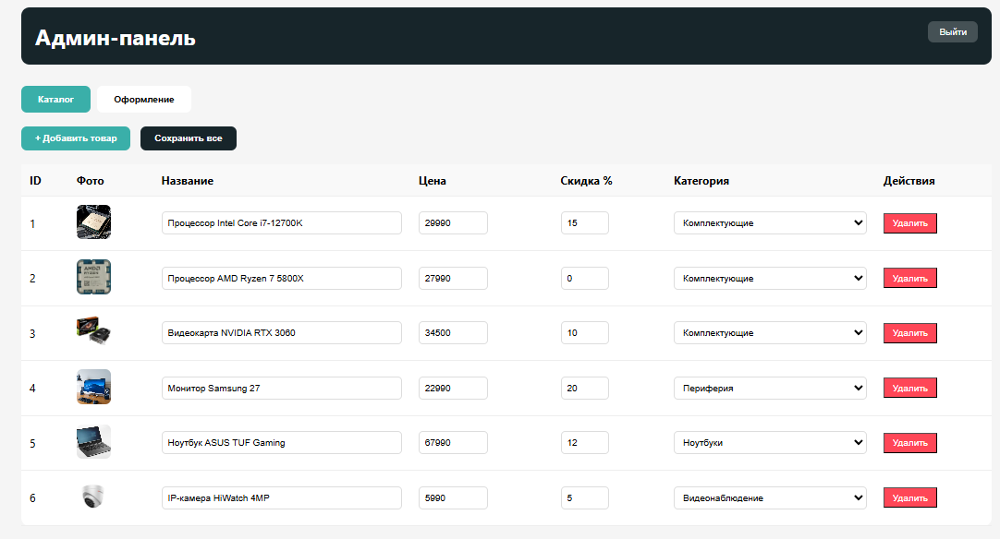 Админ-панель
Выйти
Каталог Оформление
+ Добавить товар Сохранить все
ID Фото Название Цена Скидка % Категория Действия
1 Процессор Intel Core i7-12700K 29990 15 Комплектующие Удалить
2 Процессор AMD Ryzen 7 5800X 27990 0 Комплектующие Удалить
3 Видеокарта NVIDIA RTX 3060 34500 10 Комплектующие Удалить
4 Монитор Samsung 27 22990 20 Периферия Удалить
5 Ноутбук ASUS TUF Gaming 67990 12 Ноутбуки Удалить
6 IP-камера HiWatch 4MP 5990 5 Видеонаблюдение Удалить